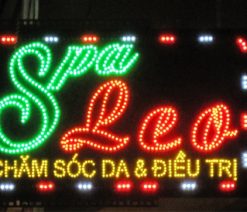 Spa
Leo
CHĂM SÓC DA & ĐIỀU TRỊ